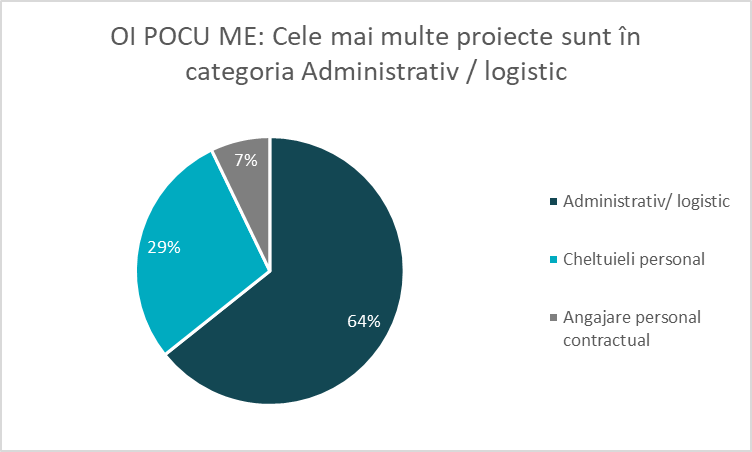 OI POCU ME: Cele mai multe proiecte sunt în
categoria Administrativ / logistic
7%
29%
64%
Administrativ/ logistic
Cheltuieli personal
Angajare personal
contractual